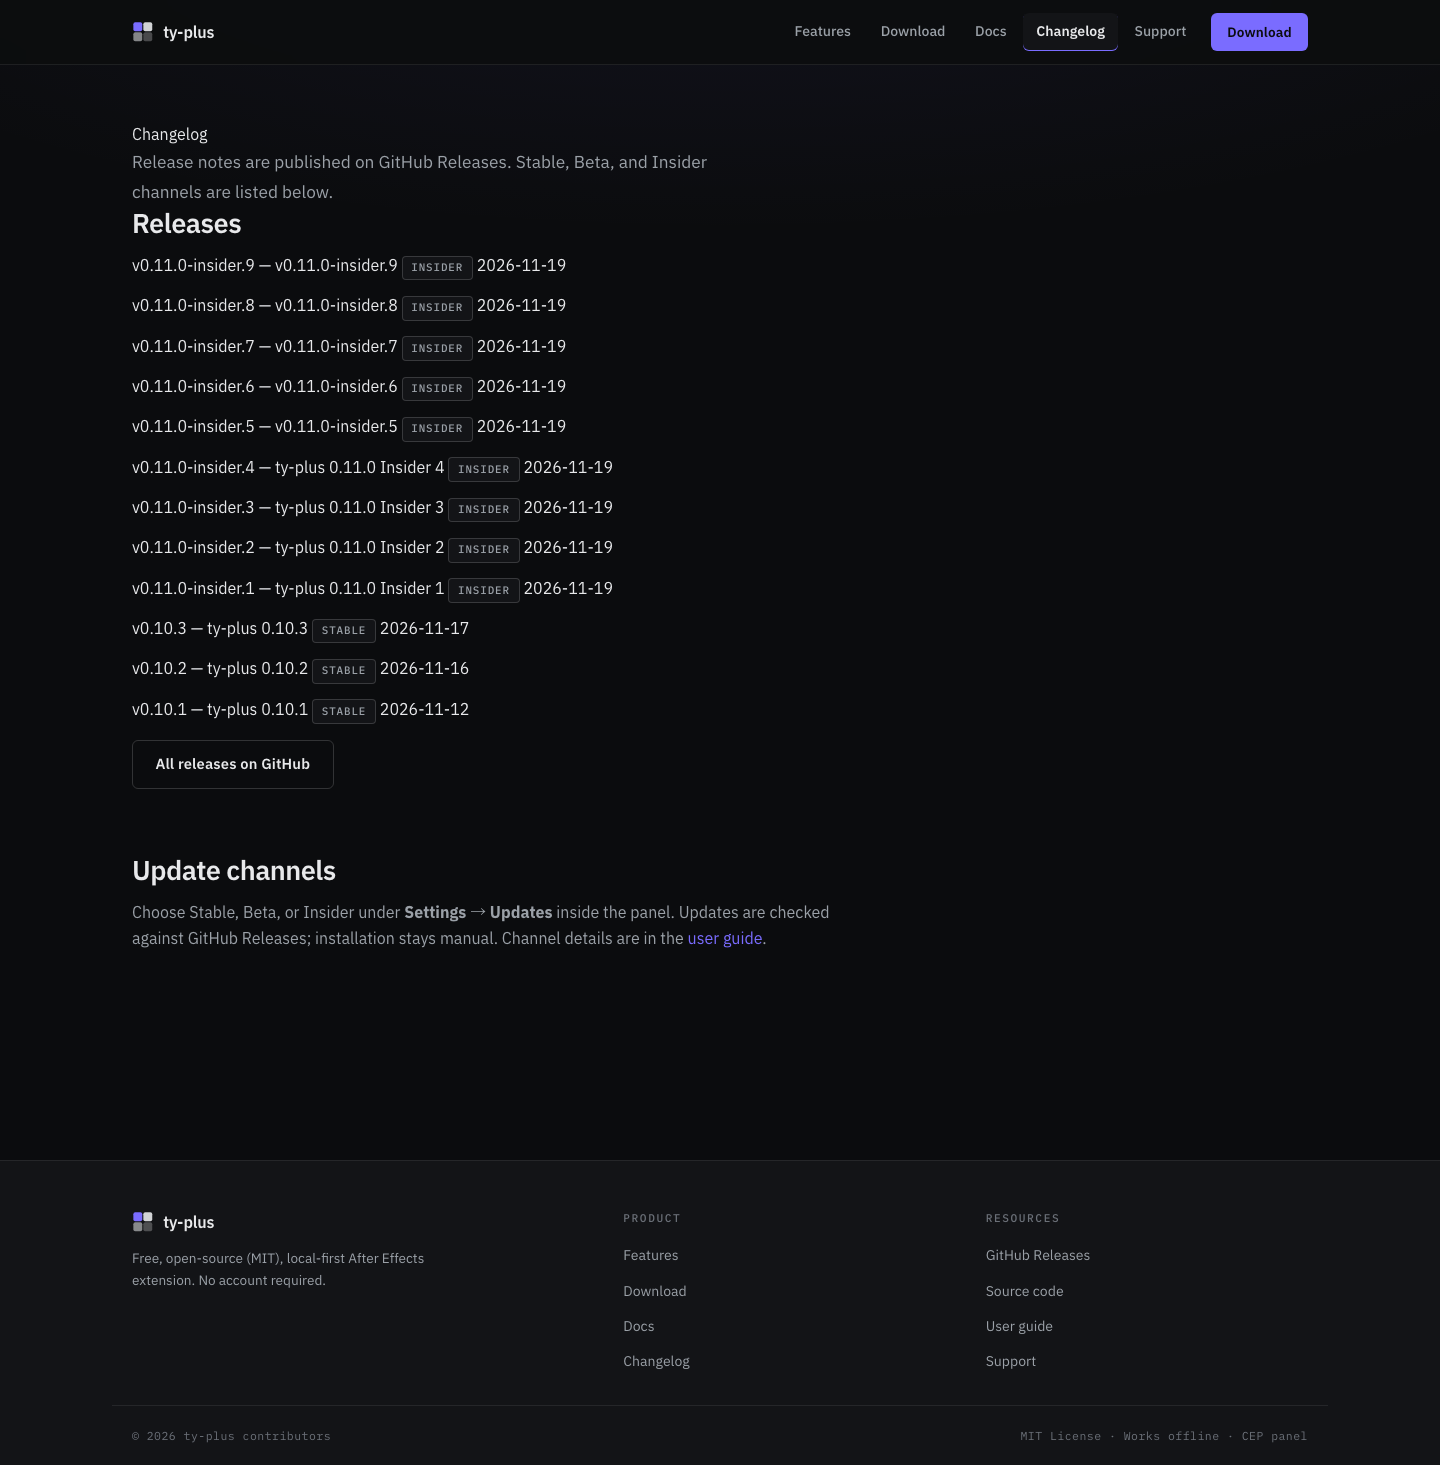 ty-plus
Features
Download
Docs
Changelog
Support
Download
Changelog
Release notes are published on GitHub Releases. Stable, Beta, and Insider
channels are listed below.
Releases
v0.11.0-insider.9 — v0.11.0-insider.9 INSIDER 2026-11-19
v0.11.0-insider.8 — v0.11.0-insider.8 INSIDER 2026-11-19
v0.11.0-insider.7 — v0.11.0-insider.7 INSIDER 2026-11-19
v0.11.0-insider.6 — v0.11.0-insider.6 INSIDER 2026-11-19
v0.11.0-insider.5 — v0.11.0-insider.5 INSIDER 2026-11-19
v0.11.0-insider.4 — ty-plus 0.11.0 Insider 4 INSIDER 2026-11-19
v0.11.0-insider.3 — ty-plus 0.11.0 Insider 3 INSIDER 2026-11-19
v0.11.0-insider.2 — ty-plus 0.11.0 Insider 2 INSIDER 2026-11-19
v0.11.0-insider.1 — ty-plus 0.11.0 Insider 1 INSIDER 2026-11-19
v0.10.3 — ty-plus 0.10.3 STABLE 2026-11-17
v0.10.2 — ty-plus 0.10.2 STABLE 2026-11-16
v0.10.1 — ty-plus 0.10.1 STABLE 2026-11-12
All releases on GitHub
Update channels
Choose Stable, Beta, or Insider under Settings → Updates inside the panel. Updates are checked
against GitHub Releases; installation stays manual. Channel details are in the user guide.
ty-plus
Free, open-source (MIT), local-first After Effects
extension. No account required.
PRODUCT
Features
Download
Docs
Changelog
RESOURCES
GitHub Releases
Source code
User guide
Support
© 2026 ty-plus contributors
MIT License · Works offline · CEP panel